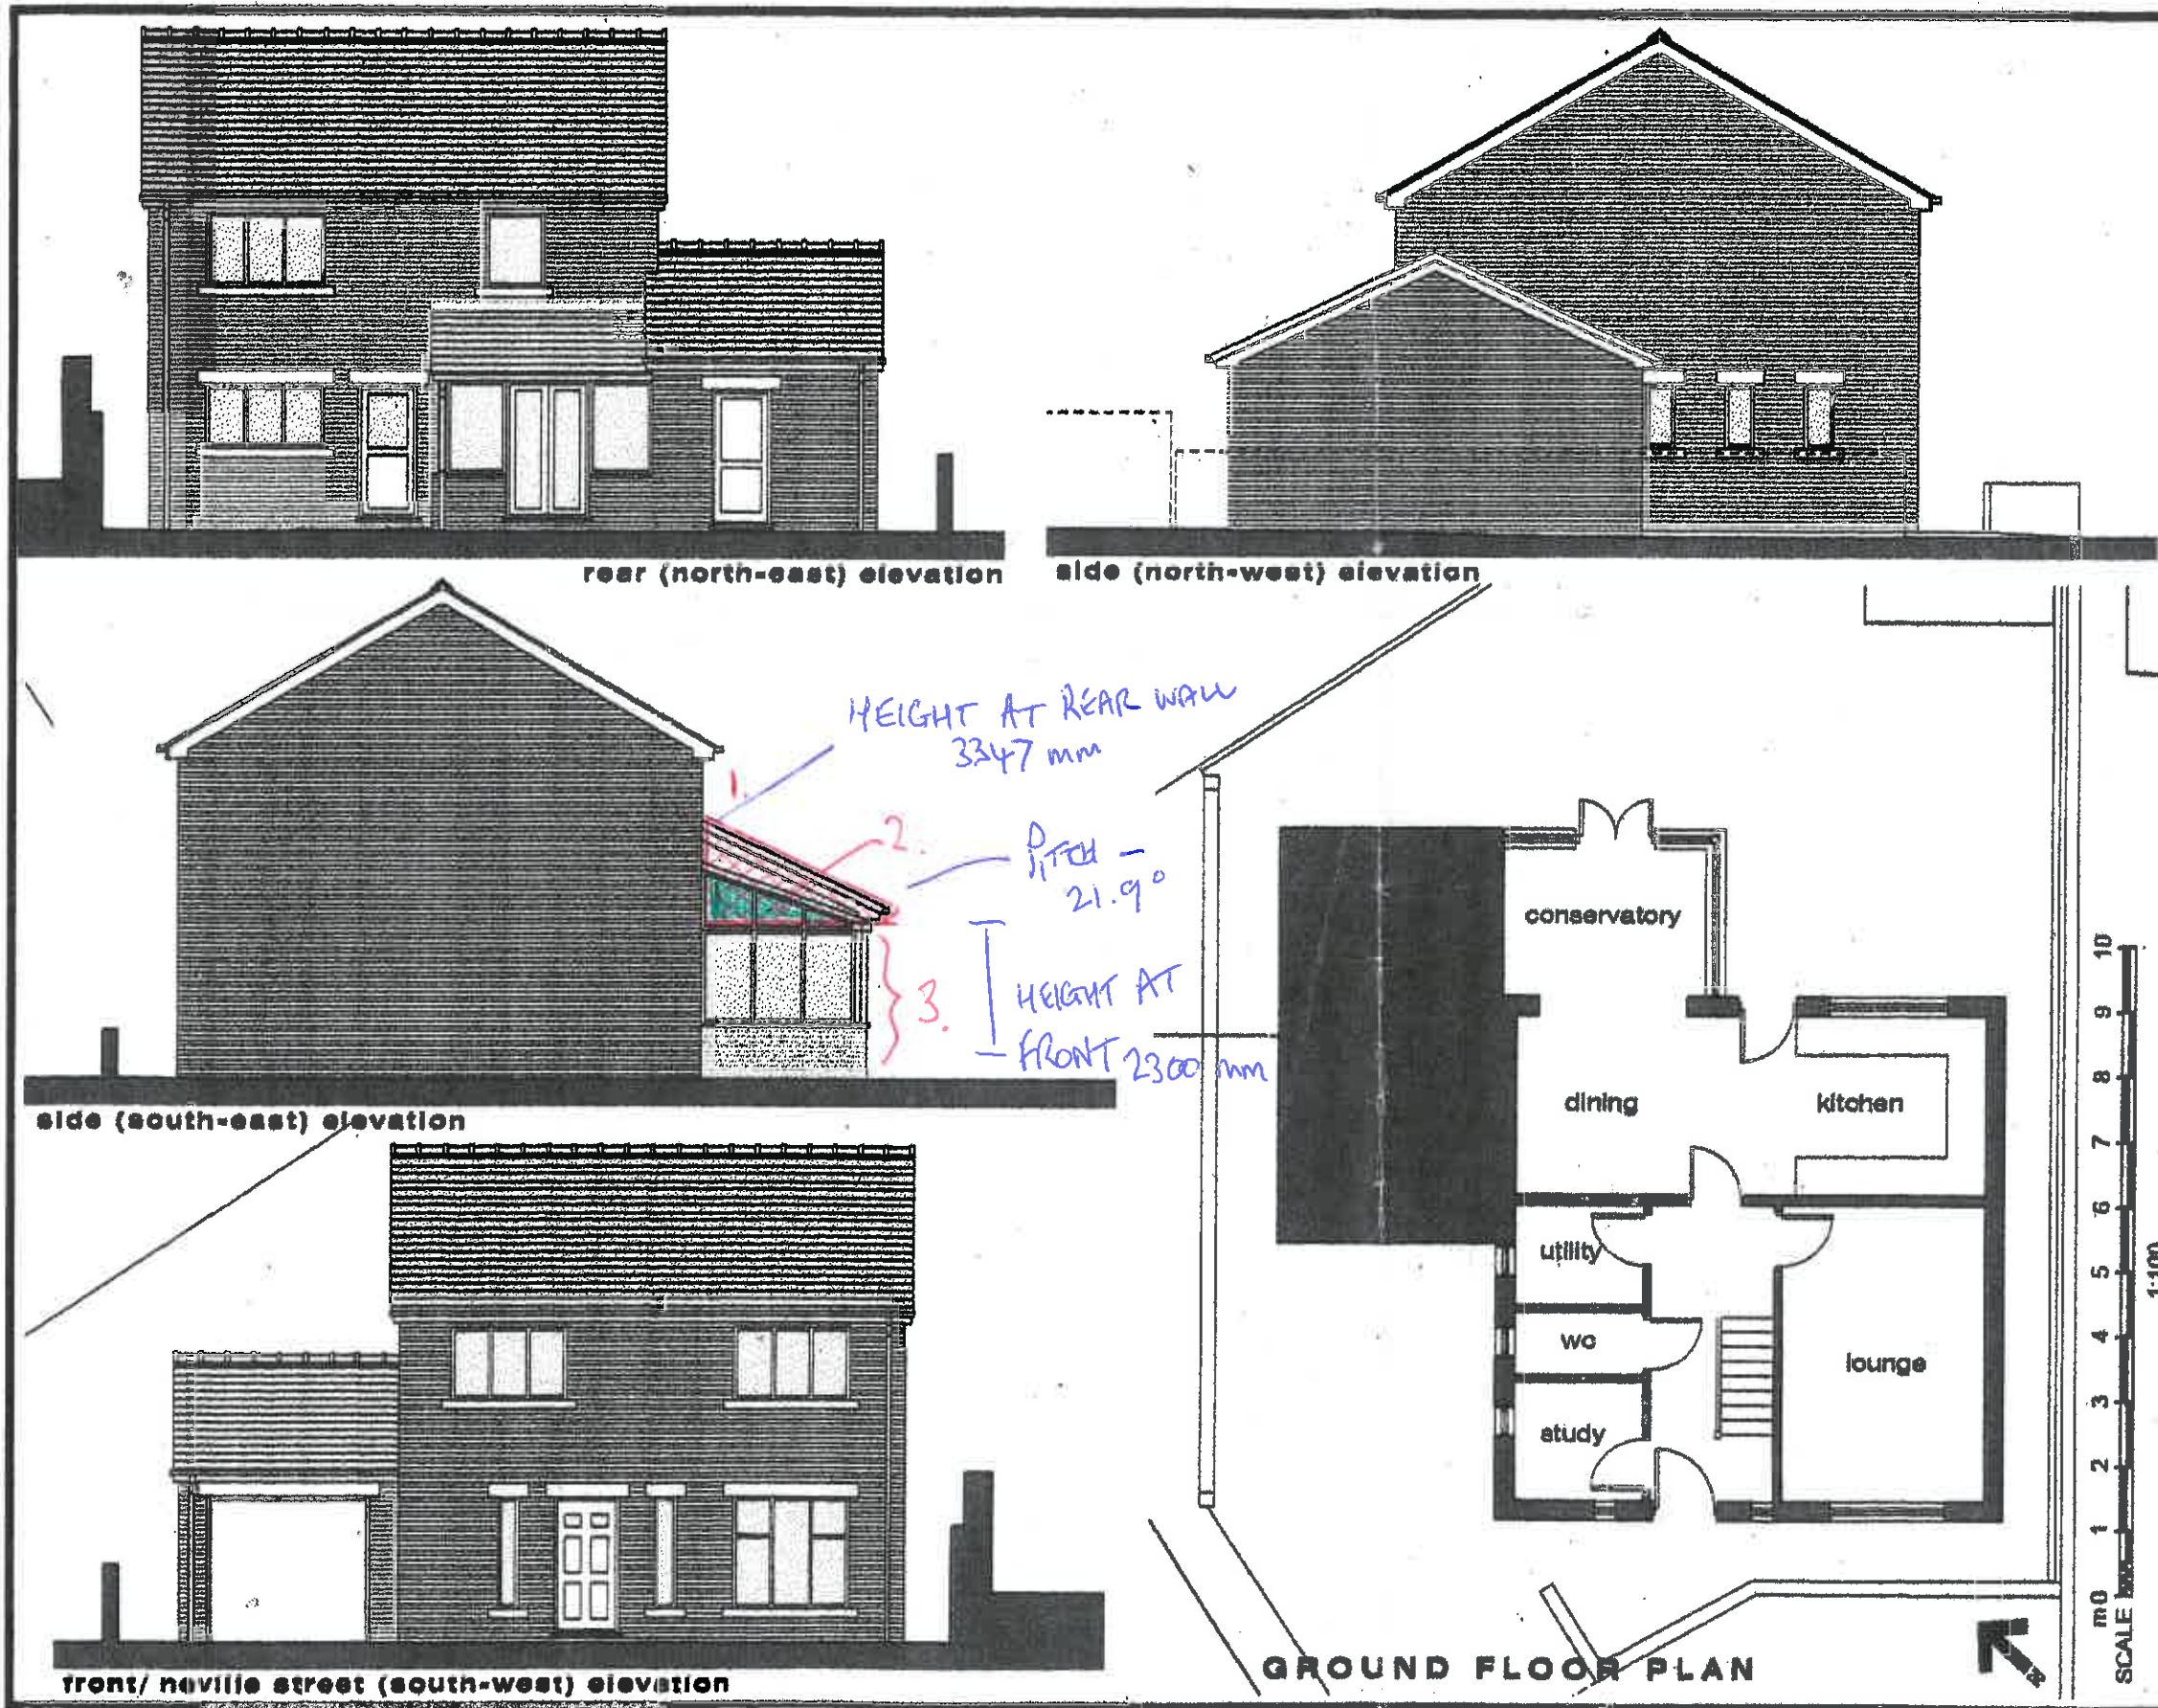 rear (north-east) elevation
side (north-west) elevation
HEIGHT AT REAR WALL
3347 mm
1.
2.
PITCH -
21.9°
3.
HEIGHT AT
FRONT 2300 mm
side (south-east) elevation
conservatory
dining
kitchen
utility
wc
lounge
study
front/ neville street (south-west) elevation
GROUND FLOOR PLAN
SCALE
m0 1 2 3 4 5 6 7 8 9 10
1:100